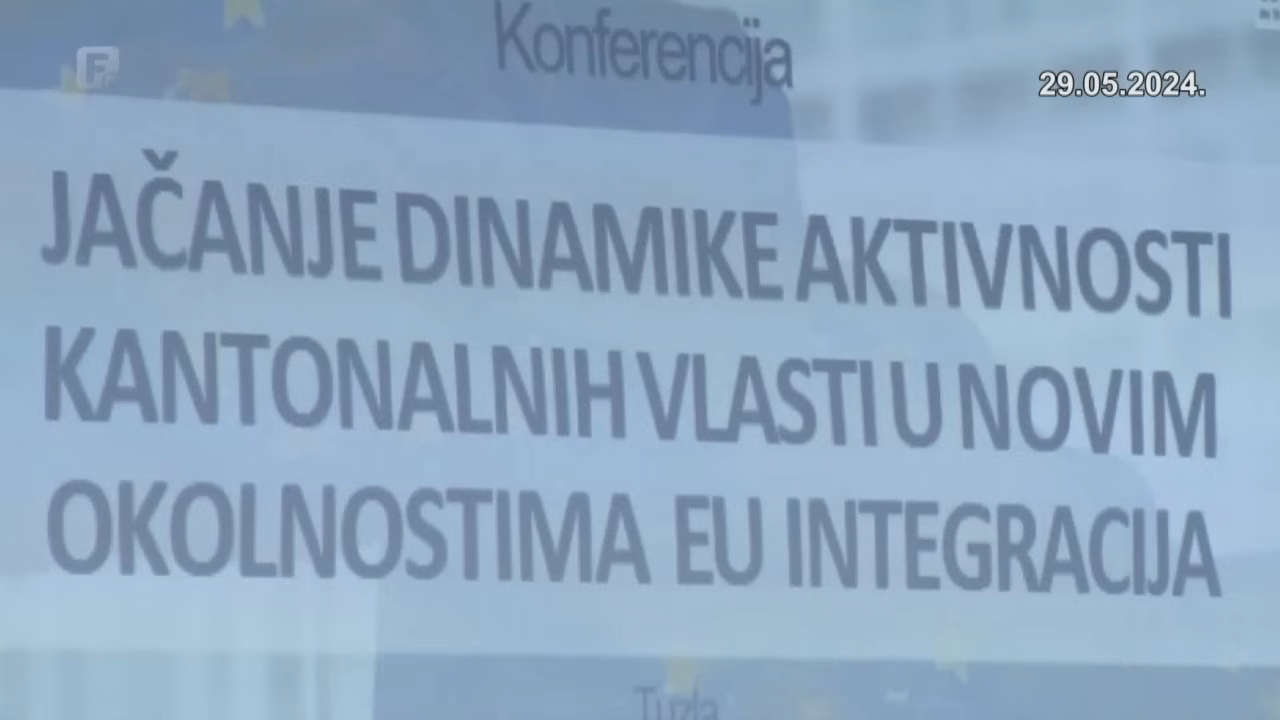 Konferencija
29.05.2024.
JAČANJE DINAMIKE AKTIVNOSTI
KANTONALNIH VLASTI U NOVIM
OKOLNOSTIMA EU INTEGRACIJA
Tuzla